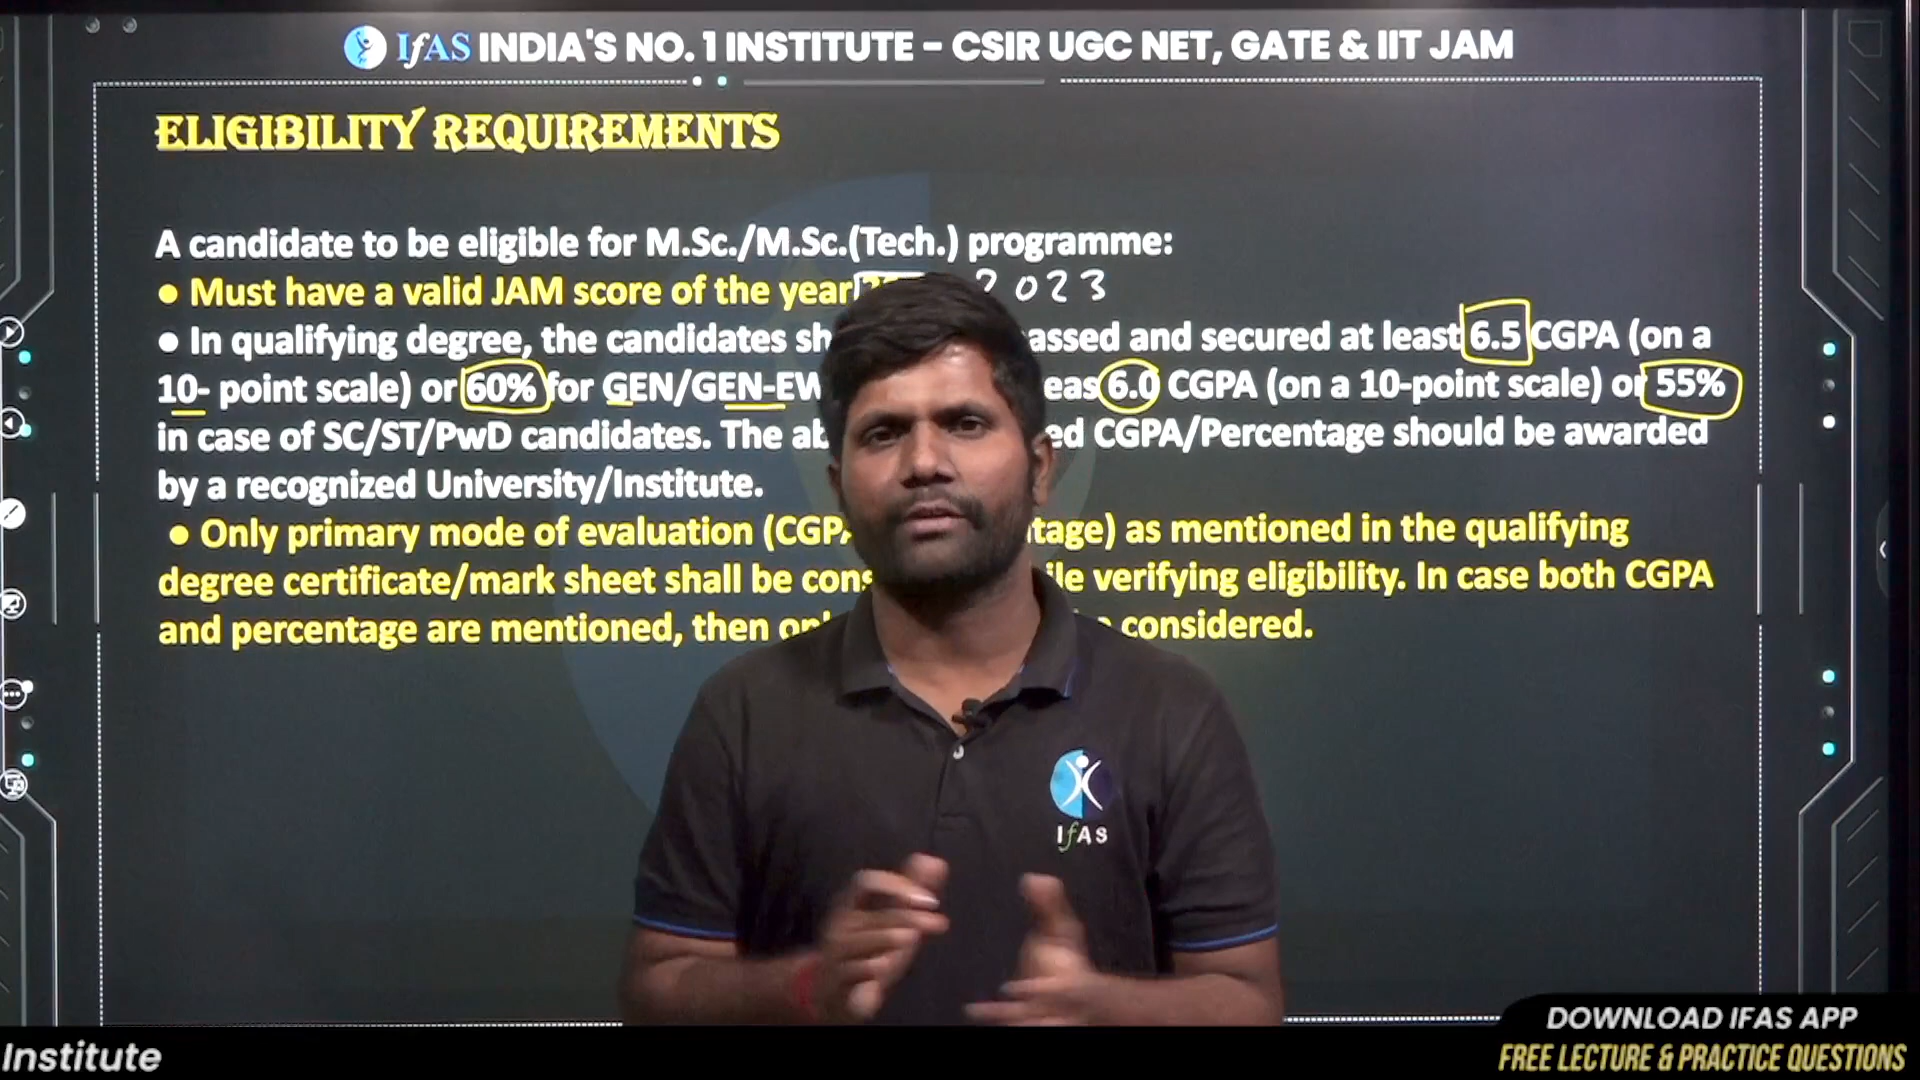 IfAS INDIA'S NO. 1 INSTITUTE - CSIR UGC NET, GATE & IIT JAM
ELIGIBILITY REQUIREMENTS
A candidate to be eligible for M.Sc./M.Sc.(Tech.) programme:
● Must have a valid JAM score of the year 2023
● In qualifying degree, the candidates assed and secured at least 6.5 CGPA (on a
10- point scale) or 60% for GEN/GEN-EW eas 6.0 CGPA (on a 10-point scale) or 55%
in case of SC/ST/PwD candidates. The ed CGPA/Percentage should be awarded
by a recognized University/Institute.
● Only primary mode of evaluation (CGPA tage) as mentioned in the qualifying
degree certificate/mark sheet shall be cons ile verifying eligibility. In case both CGPA
and percentage are mentioned, then considered.
IfAS
DOWNLOAD IFAS APP
Institute
FREE LECTURE & PRACTICE QUESTIONS